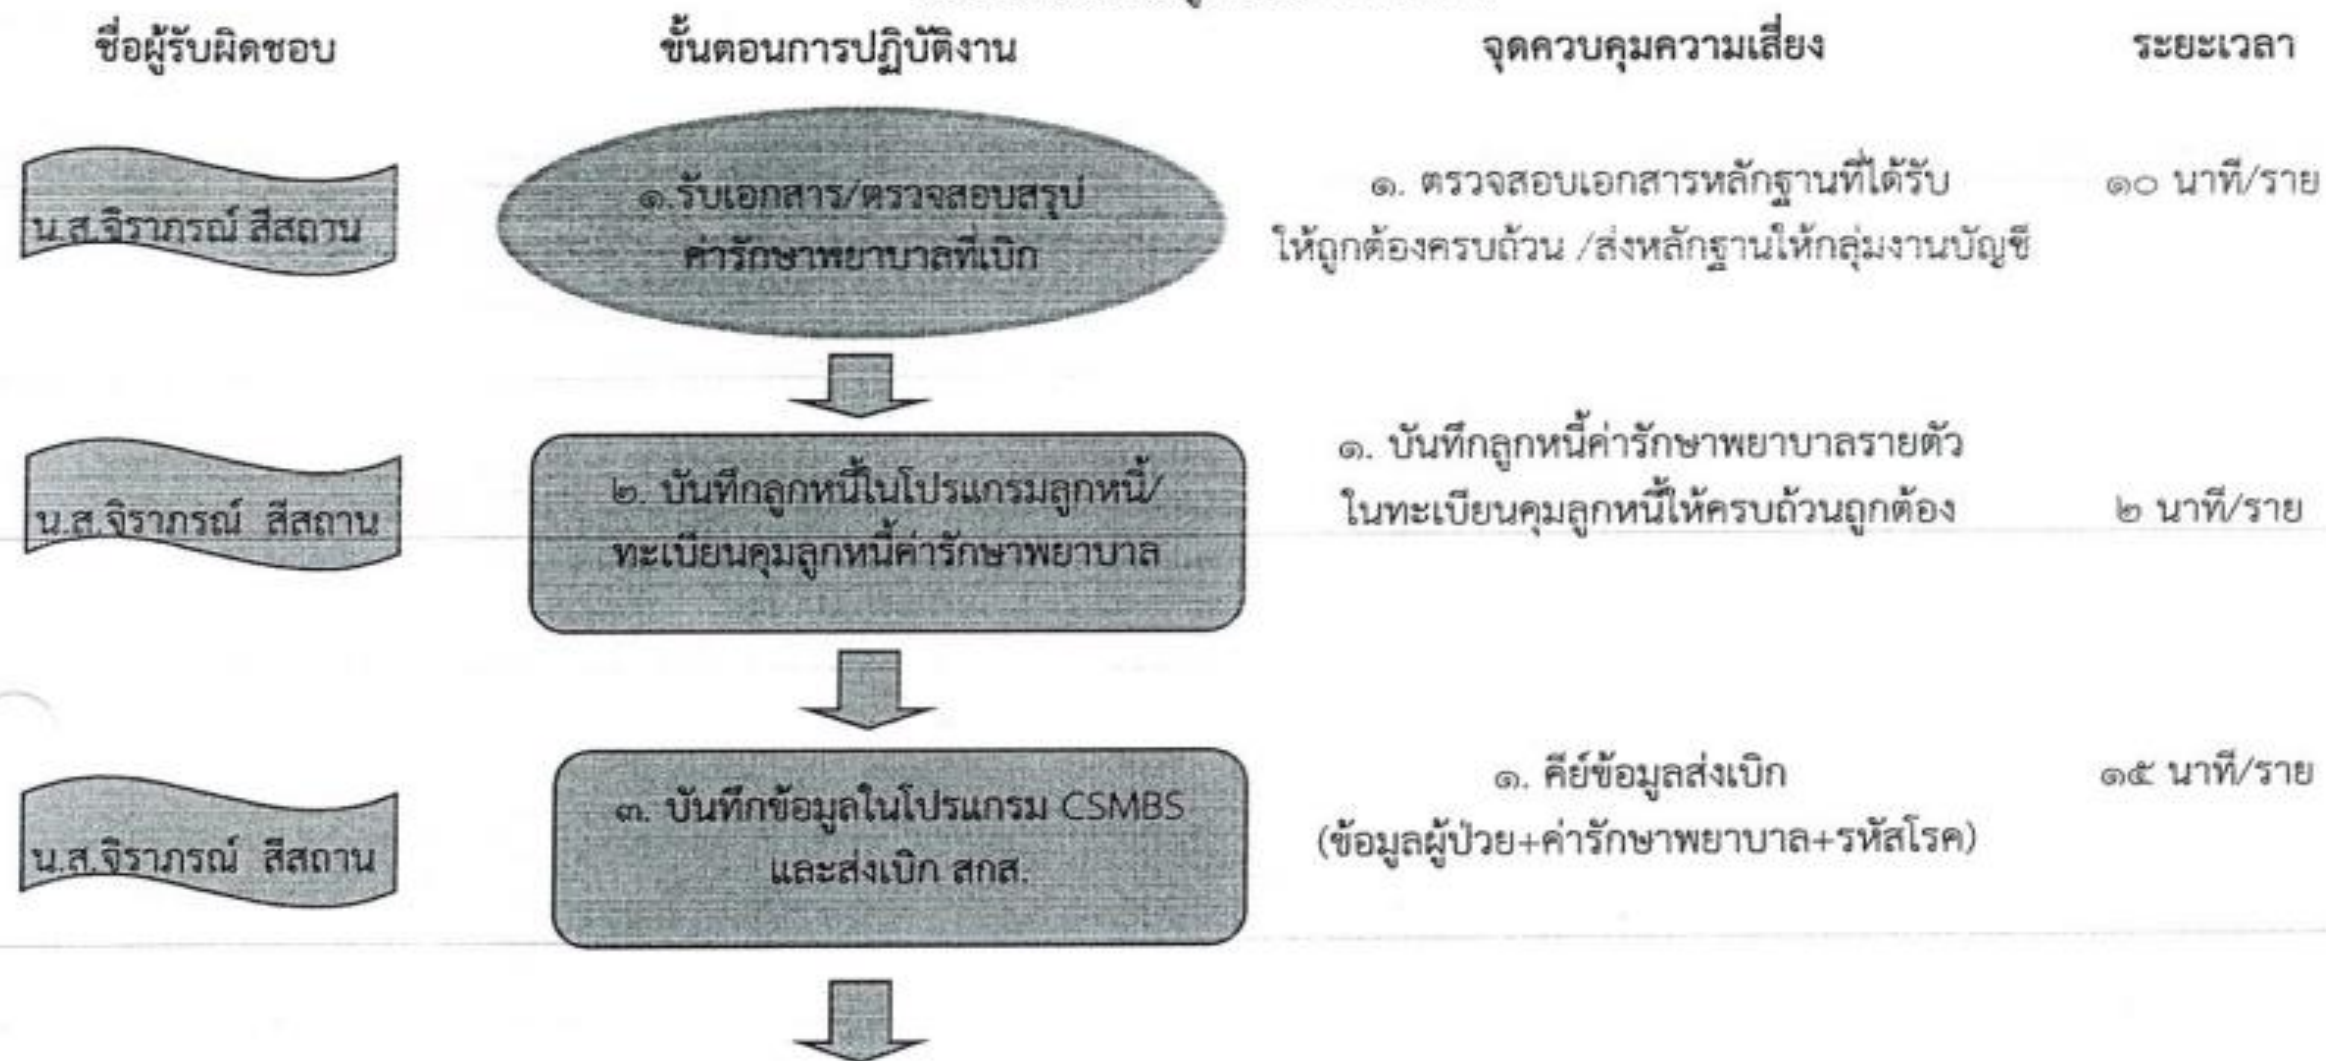 ชื่อผู้รับผิดชอบ ขั้นตอนการปฏิบัติงาน จุดควบคุมความเสี่ยง ระยะเวลา
น.ส.จิราภรณ์ สีสถาน
๑.รับเอกสาร/ตรวจสอบสรุป
ค่ารักษาพยาบาลที่เบิก
๑. ตรวจสอบเอกสารหลักฐานที่ได้รับ
ให้ถูกต้องครบถ้วน /ส่งหลักฐานให้กลุ่มงานบัญชี
๑๐ นาที/ราย
น.ส.จิราภรณ์ สีสถาน
๒. บันทึกลูกหนี้ในโปรแกรมลูกหนี้/
ทะเบียนคุมลูกหนี้ค่ารักษาพยาบาล
๑. บันทึกลูกหนี้ค่ารักษาพยาบาลรายตัว
ในทะเบียนคุมลูกหนี้ให้ครบถ้วนถูกต้อง
๒ นาที/ราย
น.ส.จิราภรณ์ สีสถาน
๓. บันทึกข้อมูลในโปรแกรม CSMBS
และส่งเบิก สกส.
๑. คีย์ข้อมูลส่งเบิก
(ข้อมูลผู้ป่วย+ค่ารักษาพยาบาล+รหัสโรค)
๑๕ นาที/ราย